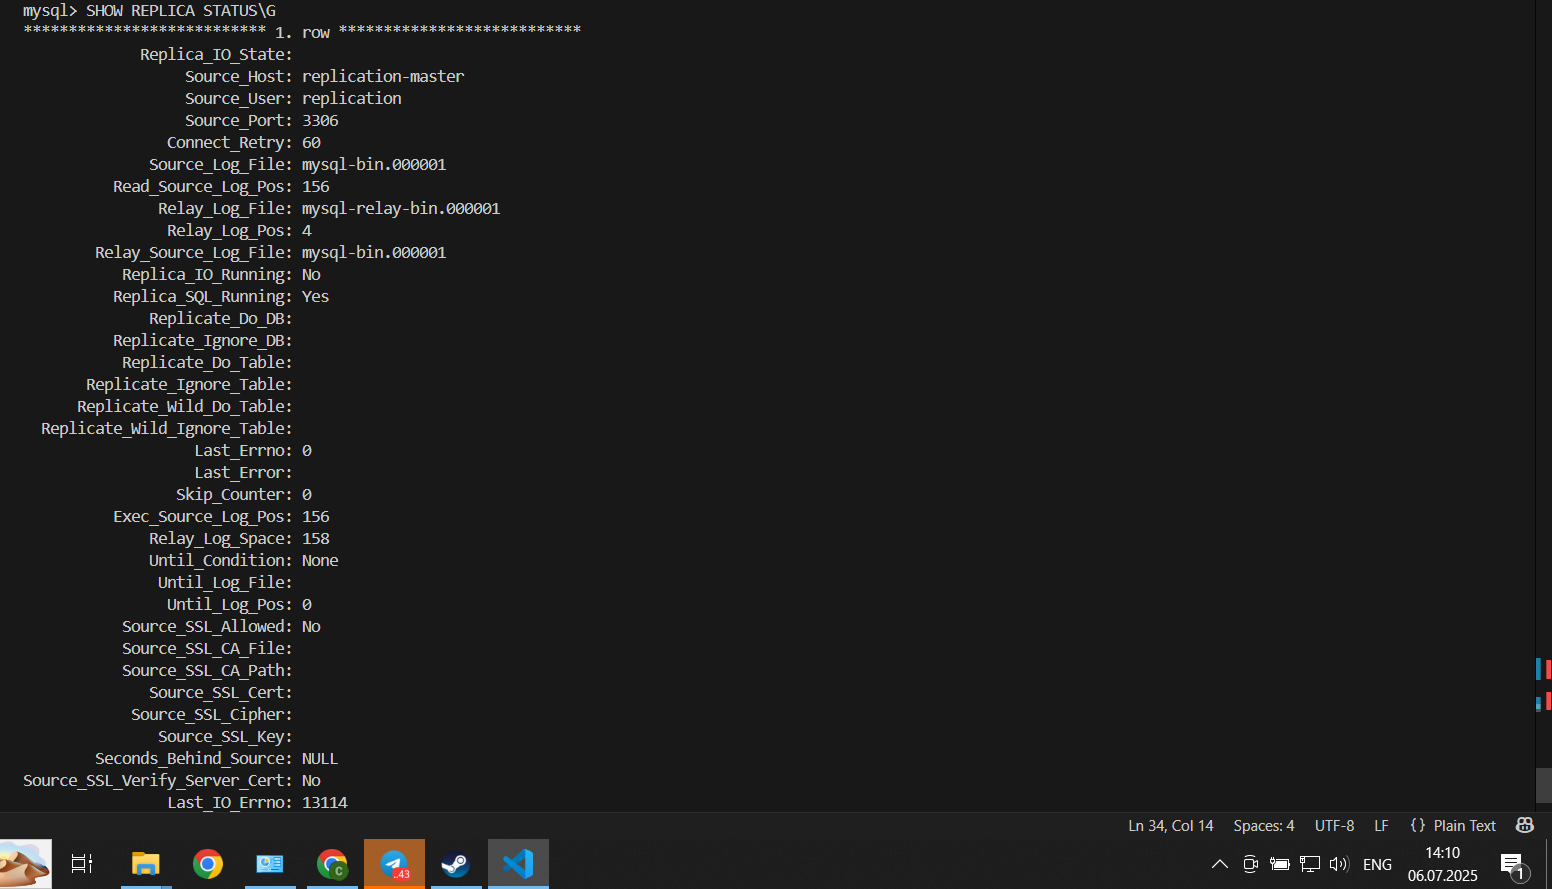 mysql> SHOW REPLICA STATUS\G
*************************** 1. row ***************************
Replica_IO_State:
Source_Host: replication-master
Source_User: replication
Source_Port: 3306
Connect_Retry: 60
Source_Log_File: mysql-bin.000001
Read_Source_Log_Pos: 156
Relay_Log_File: mysql-relay-bin.000001
Relay_Log_Pos: 4
Relay_Source_Log_File: mysql-bin.000001
Replica_IO_Running: No
Replica_SQL_Running: Yes
Replicate_Do_DB:
Replicate_Ignore_DB:
Replicate_Do_Table:
Replicate_Ignore_Table:
Replicate_Wild_Do_Table:
Replicate_Wild_Ignore_Table:
Last_Errno: 0
Last_Error:
Skip_Counter: 0
Exec_Source_Log_Pos: 156
Relay_Log_Space: 158
Until_Condition: None
Until_Log_File:
Until_Log_Pos: 0
Source_SSL_Allowed: No
Source_SSL_CA_File:
Source_SSL_CA_Path:
Source_SSL_Cert:
Source_SSL_Cipher:
Source_SSL_Key:
Seconds_Behind_Source: NULL
Source_SSL_Verify_Server_Cert: No
Last_IO_Errno: 13114
Ln 34, Col 14 Spaces: 4 UTF-8 LF {} Plain Text
C ..43 ENG 14:10
06.07.2025 1